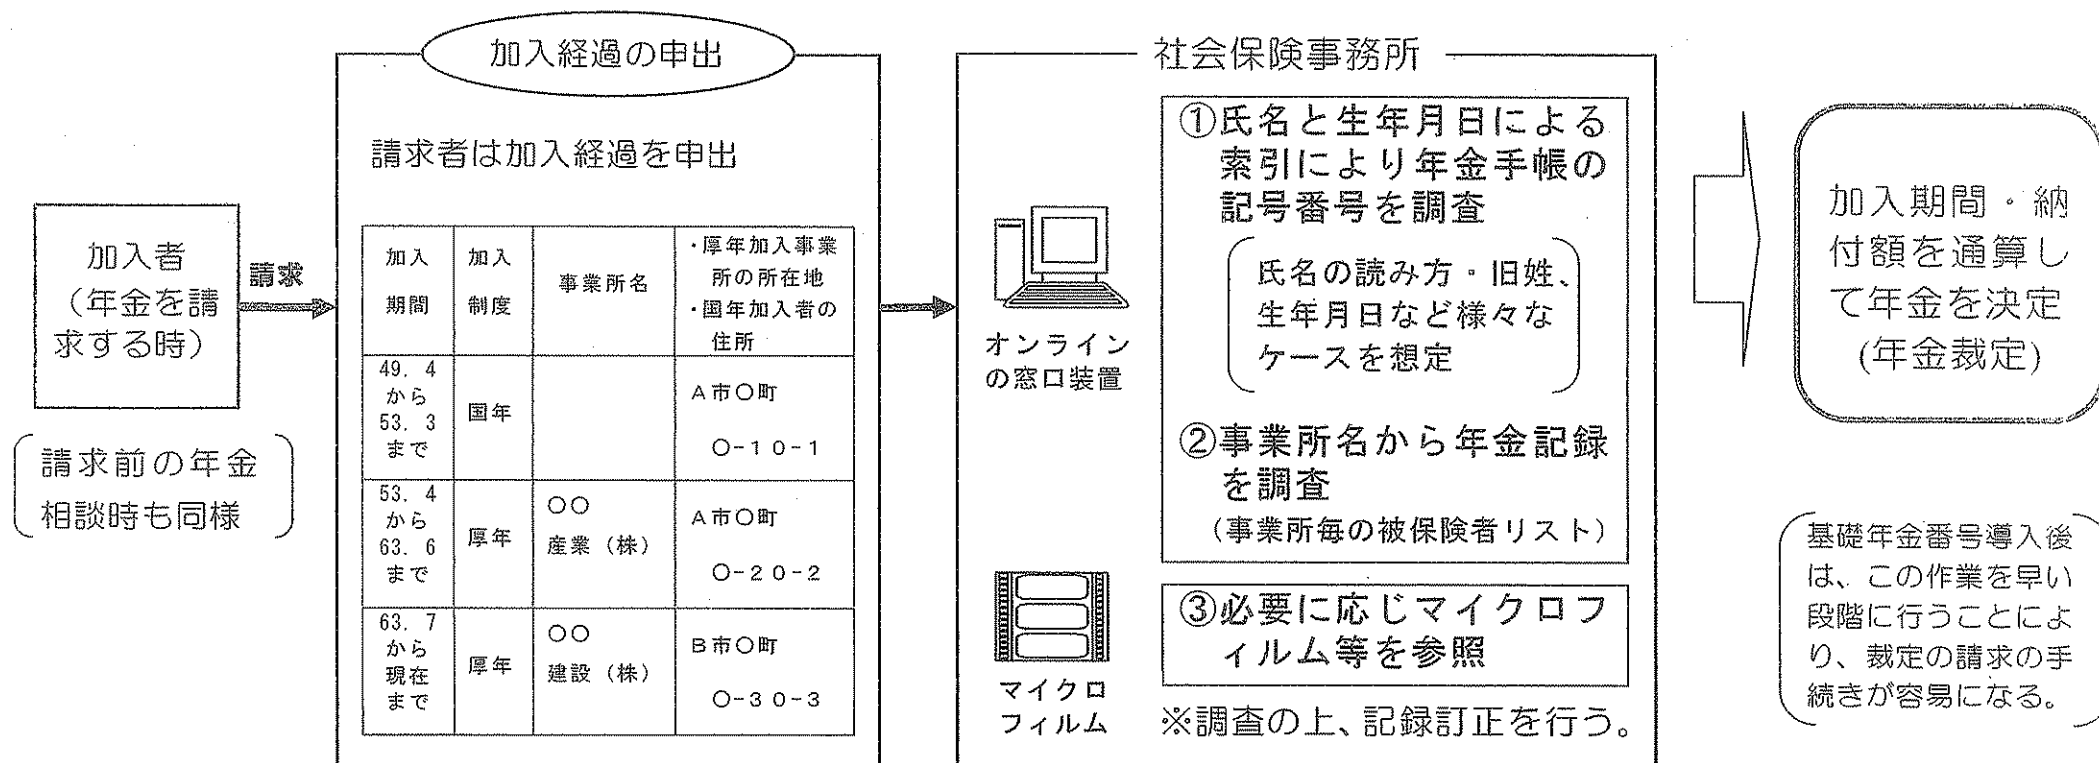 加入者
（年金を請
求する時）
請求前の年金
相談時も同様
請求
加入経過の申出
請求者は加入経過を申出
加入
期間
加入
制度
事業所名
・厚年加入事業
所の所在地
・国年加入者の
住所
49. 4
から
53. 3
まで
国年
A市〇町
〇-10-1
53. 4
から
63. 6
まで
厚年
〇〇
産業（株）
A市〇町
〇-20-2
63. 7
から
現在
まで
厚年
〇〇
建設（株）
B市〇町
〇-30-3
社会保険事務所
オンライン
の窓口装置
①氏名と生年月日による
索引により年金手帳の
記号番号を調査
氏名の読み方・旧姓、
生年月日など様々な
ケースを想定
②事業所名から年金記録
を調査
（事業所毎の被保険者リスト）
マイクロ
フィルム
③必要に応じマイクロフ
ィルム等を参照
※調査の上、記録訂正を行う。
加入期間・納
付額を通算し
て年金を決定
(年金裁定)
基礎年金番号導入後
は、この作業を早い
段階に行うことによ
り、裁定の請求の手
続きが容易になる。